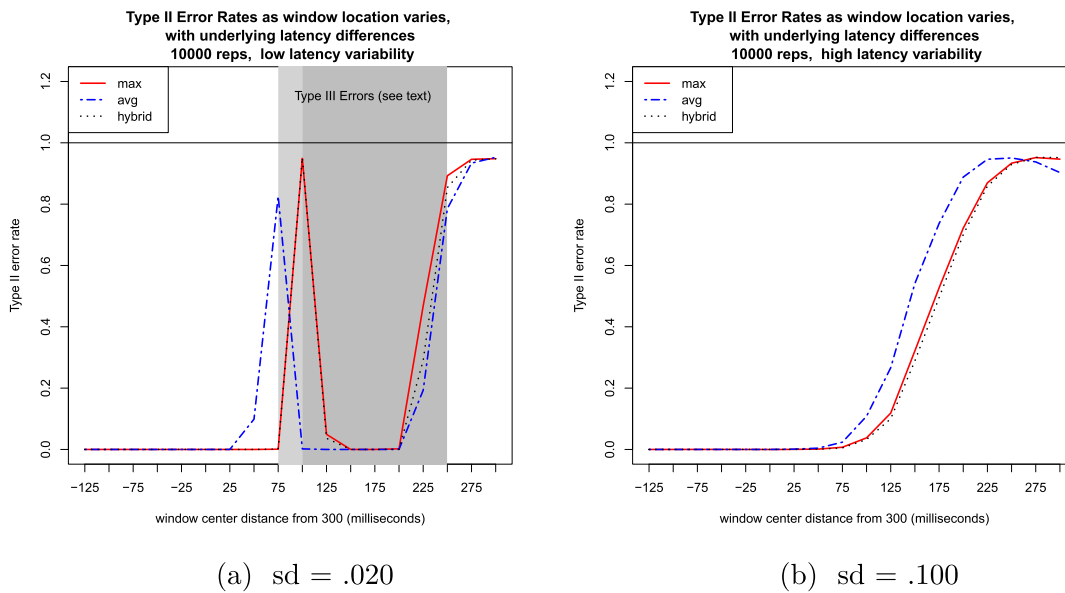 Type II Error Rates as window location varies,
with underlying latency differences
10000 reps,  low latency variability
max
avg
hybrid
Type III Errors (see text)
Type II error rate
0.0 0.2 0.4 0.6 0.8 1.0 1.2
−125 −75 −25 25 75 125 175 225 275
window center distance from 300 (milliseconds)
(a) sd = .020
Type II Error Rates as window location varies,
with underlying latency differences
10000 reps,  high latency variability
max
avg
hybrid
Type II error rate
0.0 0.2 0.4 0.6 0.8 1.0 1.2
−125 −75 −25 25 75 125 175 225 275
window center distance from 300 (milliseconds)
(b) sd = .100